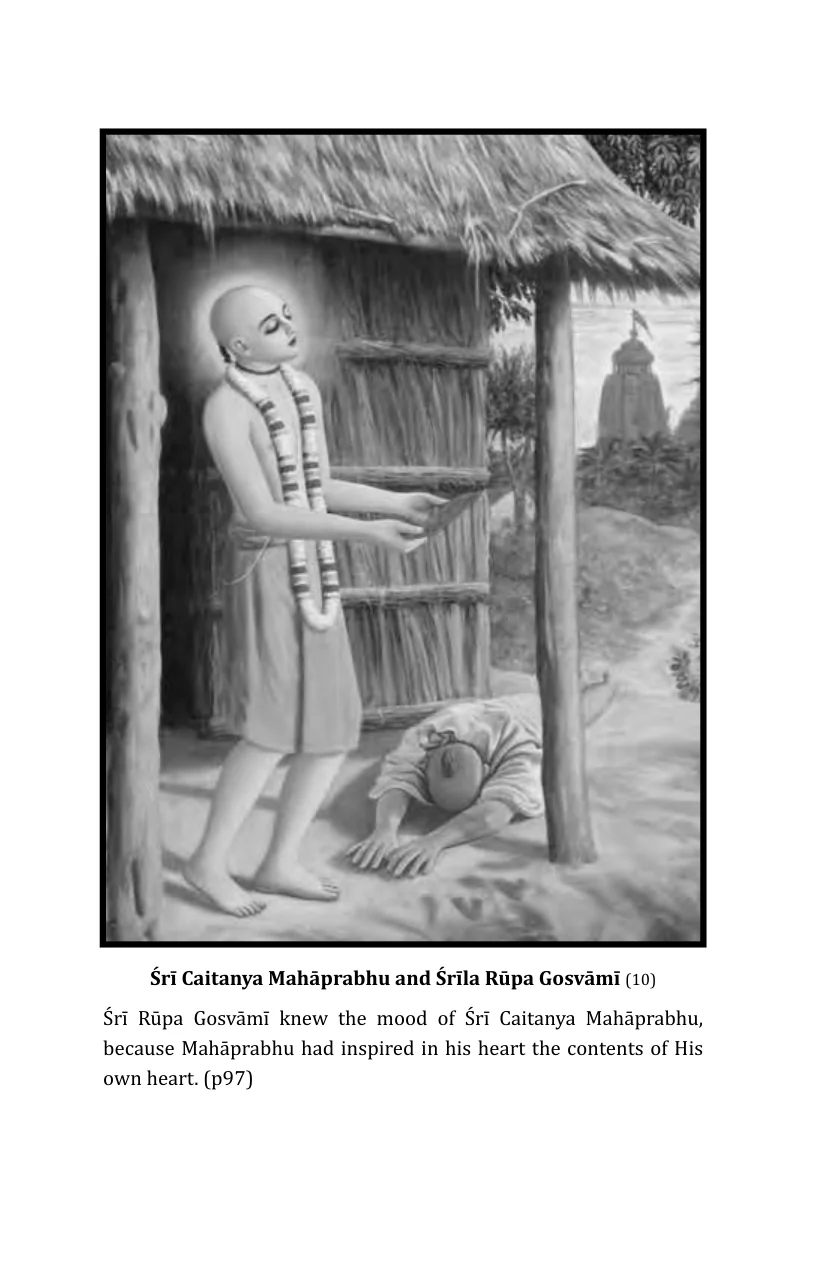 Śrī Caitanya Mahāprabhu and Śrīla Rūpa Gosvāmī (10)
Śrī Rūpa Gosvāmī knew the mood of Śrī Caitanya Mahāprabhu,
because Mahāprabhu had inspired in his heart the contents of His
own heart. (p97)